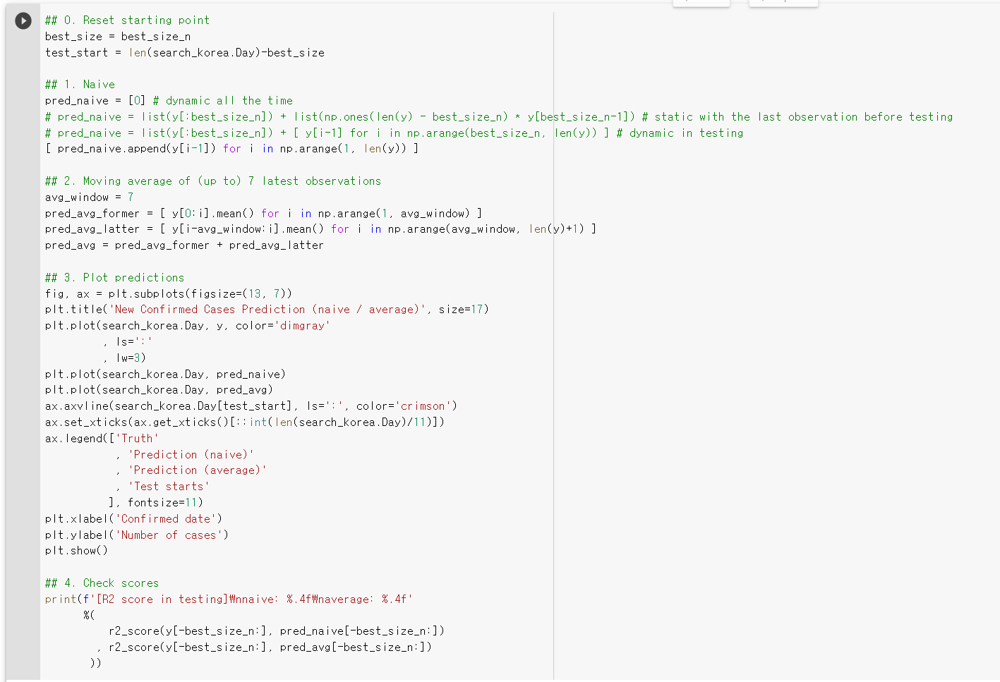 ## 0. Reset starting point
best_size = best_size_n
test_start = len(search_korea.Day)-best_size
## 1. Naive
pred_naive = [0] # dynamic all the time
# pred_naive = list(y[:best_size_n]) + list(np.ones(len(y) - best_size_n) * y[best_size_n-1]) # static with the last observation before testing
# pred_naive = list(y[:best_size_n]) + [ y[i-1] for i in np.arange(best_size_n, len(y)) ] # dynamic in testing
[ pred_naive.append(y[i-1]) for i in np.arange(1, len(y)) ]
## 2. Moving average of (up to) 7 latest observations
avg_window = 7
pred_avg_former = [ y[0:i].mean() for i in np.arange(1, avg_window) ]
pred_avg_latter = [ y[i-avg_window:i].mean() for i in np.arange(avg_window, len(y)+1) ]
pred_avg = pred_avg_former + pred_avg_latter
## 3. Plot predictions
fig, ax = plt.subplots(figsize=(13, 7))
plt.title('New Confirmed Cases Prediction (naive / average)', size=17)
plt.plot(search_korea.Day, y, color='dimgray'
, ls=':'
, lw=3)
plt.plot(search_korea.Day, pred_naive)
plt.plot(search_korea.Day, pred_avg)
ax.axvline(search_korea.Day[test_start], ls=':', color='crimson')
ax.set_xticks(ax.get_xticks()[::int(len(search_korea.Day)/11)])
ax.legend(['Truth'
, 'Prediction (naive)'
, 'Prediction (average)'
, 'Test starts'
], fontsize=11)
plt.xlabel('Confirmed date')
plt.ylabel('Number of cases')
plt.show()
## 4. Check scores
print(f'[R2 score in testing]₩nnaive: %.4f₩naverage: %.4f'
%(
r2_score(y[-best_size_n:], pred_naive[-best_size_n:])
, r2_score(y[-best_size_n:], pred_avg[-best_size_n:])
))